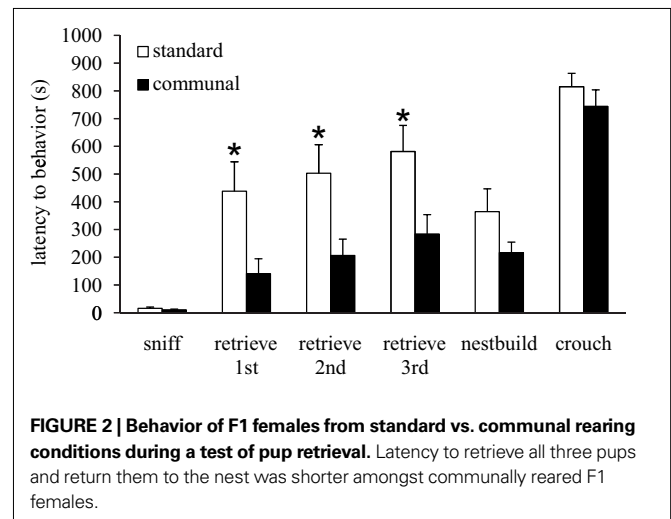 1000
900
800
700
600
500
400
300
200
100
0
latency to behavior (s)
standard
communal
*
*
*
sniff
retrieve 1st
retrieve 2nd
retrieve 3rd
nestbuild
crouch
FIGURE 2 | Behavior of F1 females from standard vs. communal rearing
conditions during a test of pup retrieval. Latency to retrieve all three pups
and return them to the nest was shorter amongst communally reared F1
females.